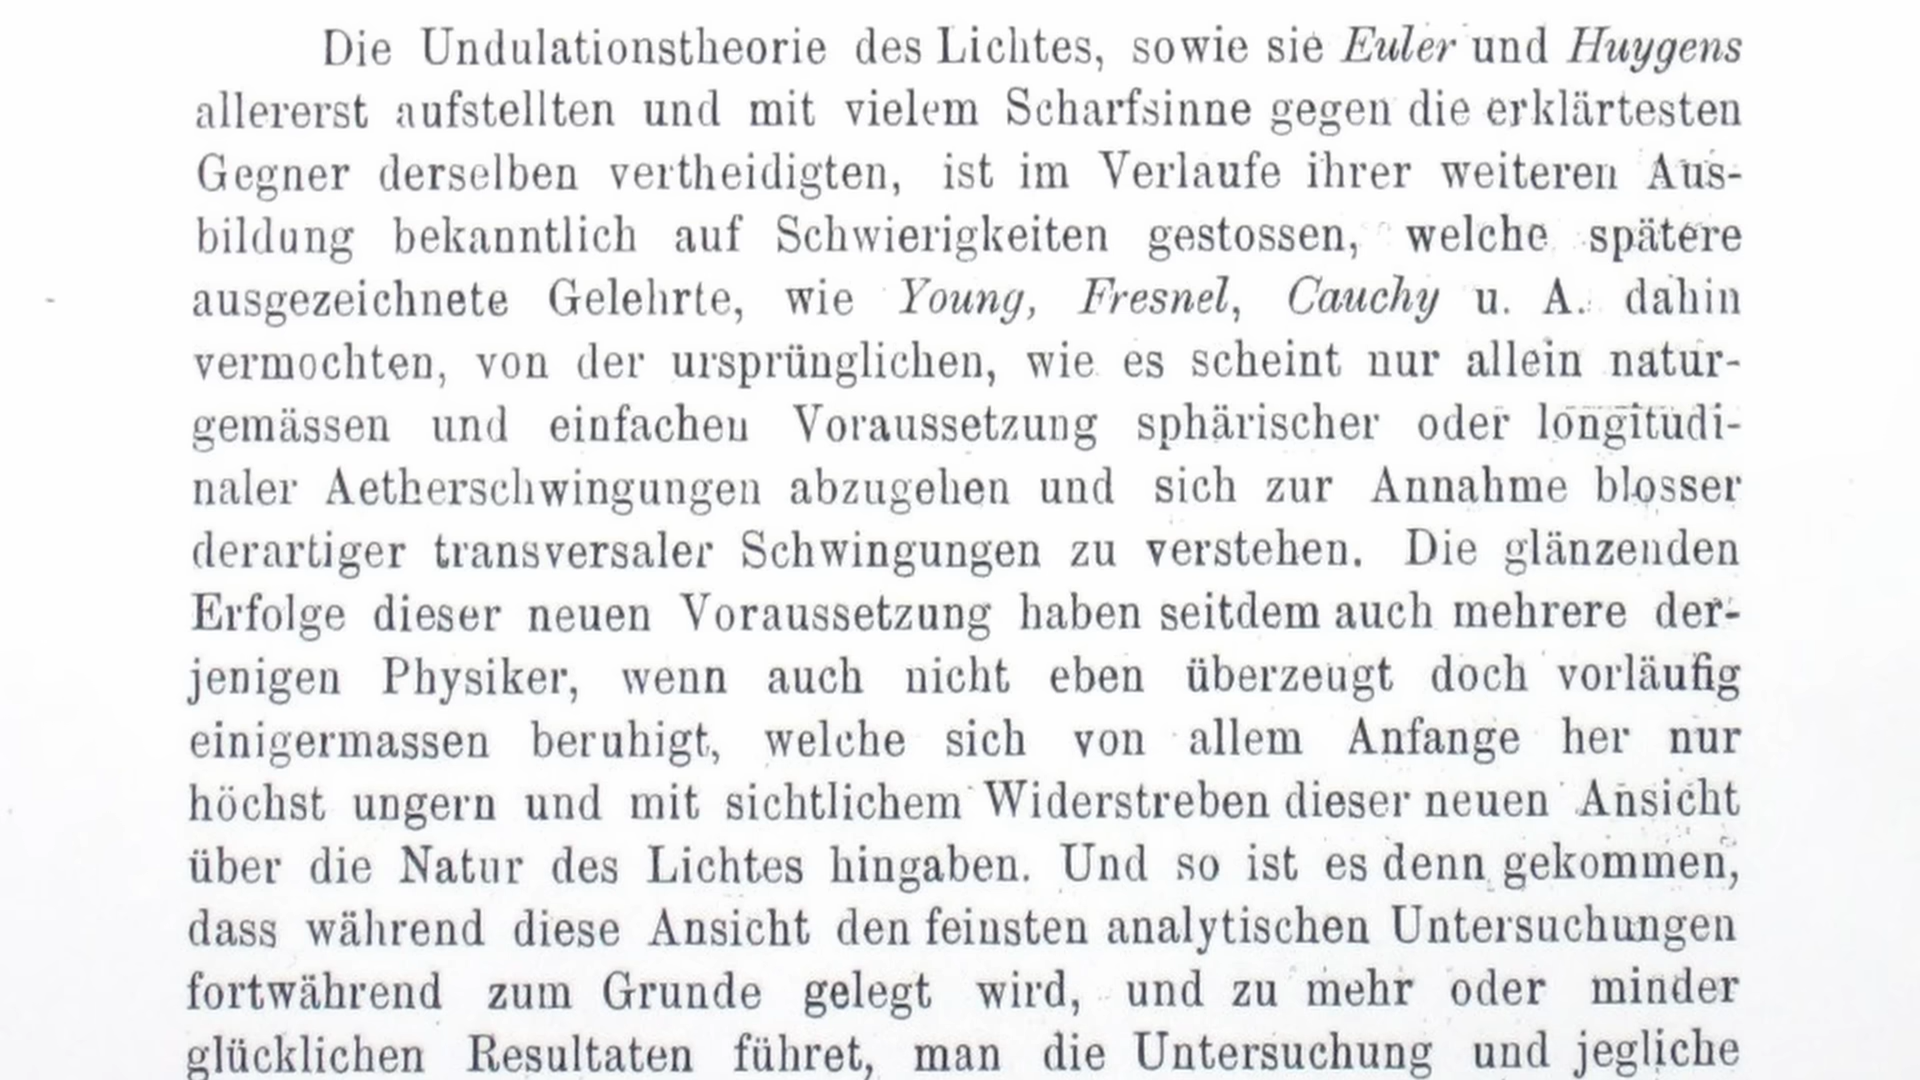 Die Undulationstheorie des Lichtes, sowie sie Euler und Huygens
allererst aufstellten und mit vielem Scharfsinne gegen die erklärtesten
Gegner derselben vertheidigten, ist im Verlaufe ihrer weiteren Aus-
bildung bekanntlich auf Schwierigkeiten gestossen, welche spätere
ausgezeichnete Gelehrte, wie Young, Fresnel, Cauchy u. A. dahin
vermochten, von der ursprünglichen, wie es scheint nur allein natur-
gemässen und einfachen Voraussetzung sphärischer oder longitudi-
naler Aetherschwingungen abzugehen und sich zur Annahme blosser
derartiger transversaler Schwingungen zu verstehen. Die glänzenden
Erfolge dieser neuen Voraussetzung haben seitdem auch mehrere der-
jenigen Physiker, wenn auch nicht eben überzeugt doch vorläufig
einigermassen beruhigt, welche sich von allem Anfange her nur
höchst ungern und mit sichtlichem Widerstreben dieser neuen Ansicht
über die Natur des Lichtes hingaben. Und so ist es denn gekommen,
dass während diese Ansicht den feinsten analytischen Untersuchungen
fortwährend zum Grunde gelegt wird, und zu mehr oder minder
glücklichen Resultaten führet, man die Untersuchung und jegliche